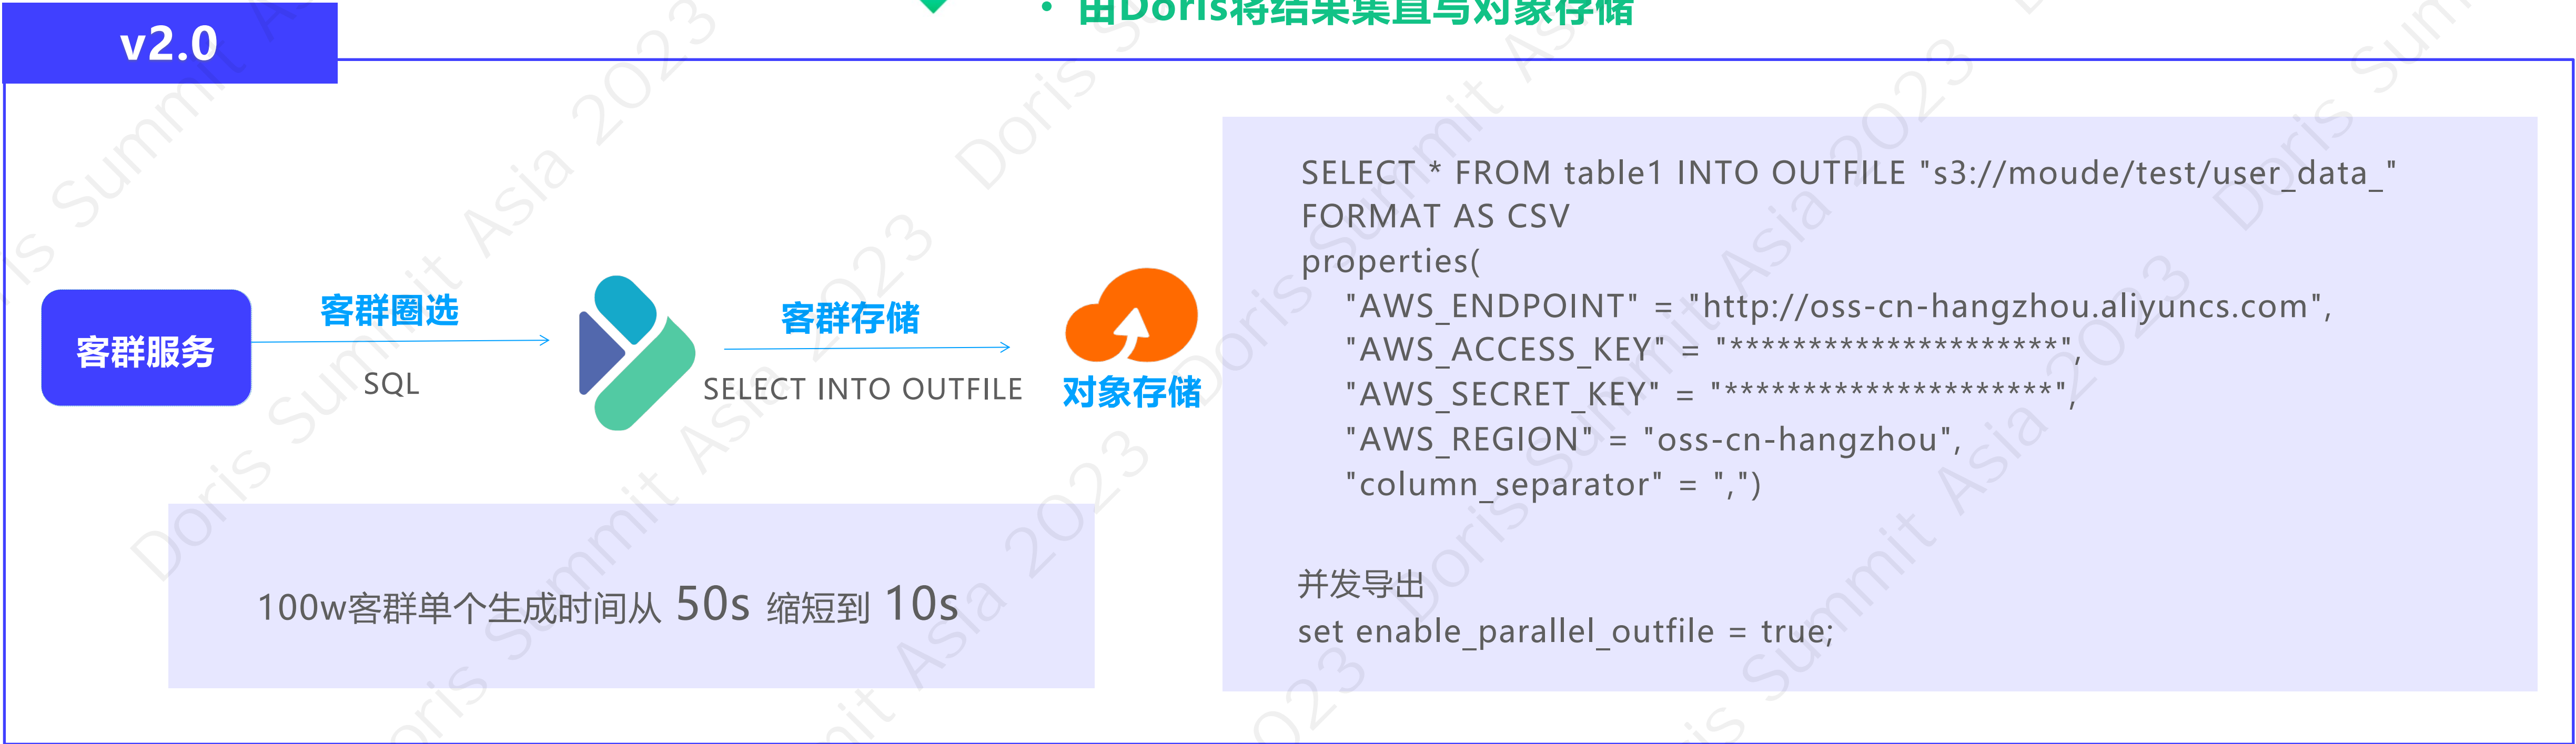 • 由Doris将结果集直写对象存储
v2.0
客群服务
客群圈选
SQL
客群存储
SELECT INTO OUTFILE
对象存储
100w客群单个生成时间从 50s 缩短到 10s
SELECT * FROM table1 INTO OUTFILE "s3://moude/test/user_data_"
FORMAT AS CSV
properties(
"AWS_ENDPOINT" = "http://oss-cn-hangzhou.aliyuncs.com",
"AWS_ACCESS_KEY" = "*********************",
"AWS_SECRET_KEY" = "*********************",
"AWS_REGION" = "oss-cn-hangzhou",
"column_separator" = ",")
并发导出
set enable_parallel_outfile = true;
Doris Summit Asia 2023